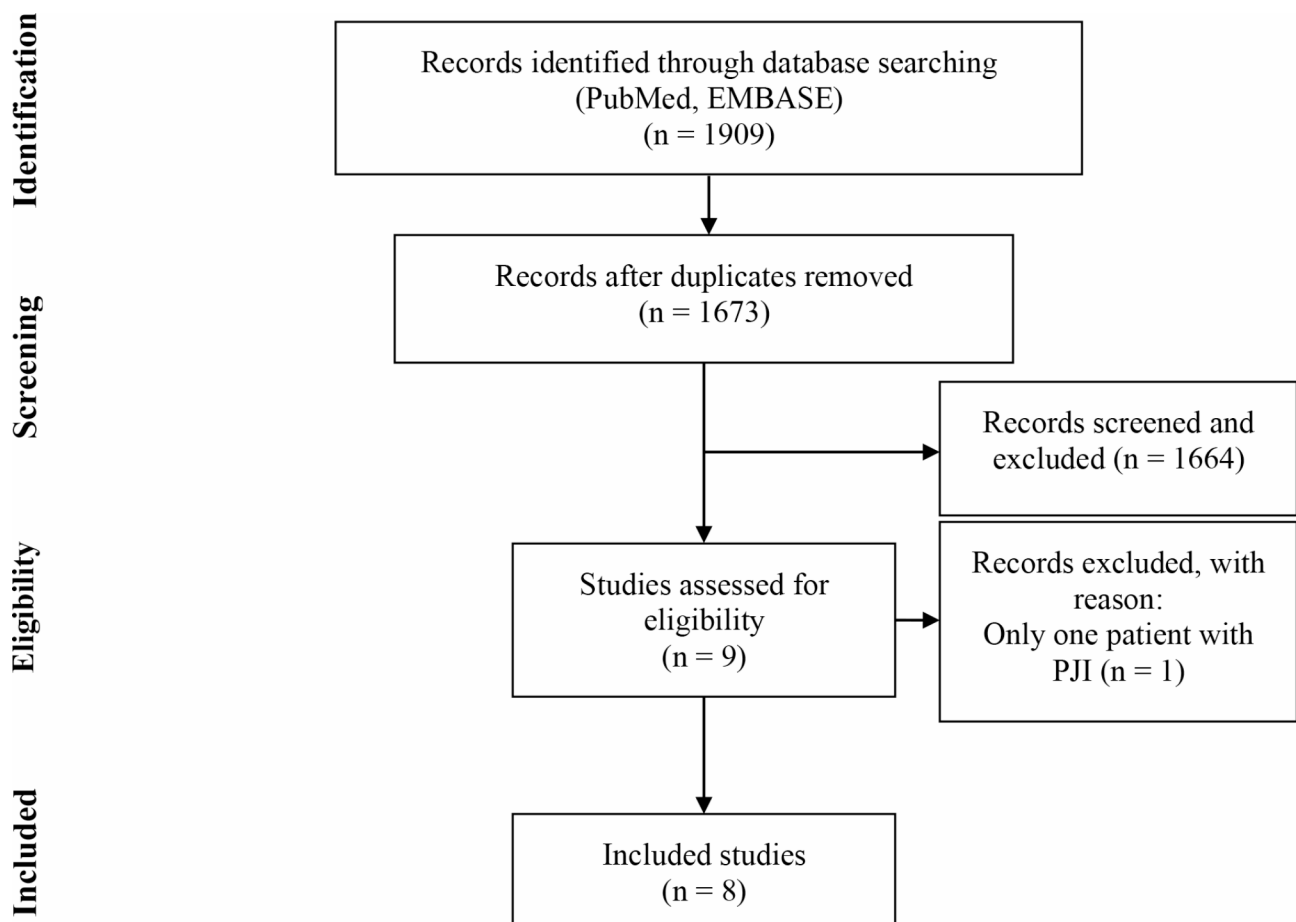 Identification
Records identified through database searching
(PubMed, EMBASE)
(n = 1909)
Screening
Records after duplicates removed
(n = 1673)
Records screened and
excluded (n = 1664)
Eligibility
Studies assessed for
eligibility
(n = 9)
Records excluded, with
reason:
Only one patient with
PJI (n = 1)
Included
Included studies
(n = 8)